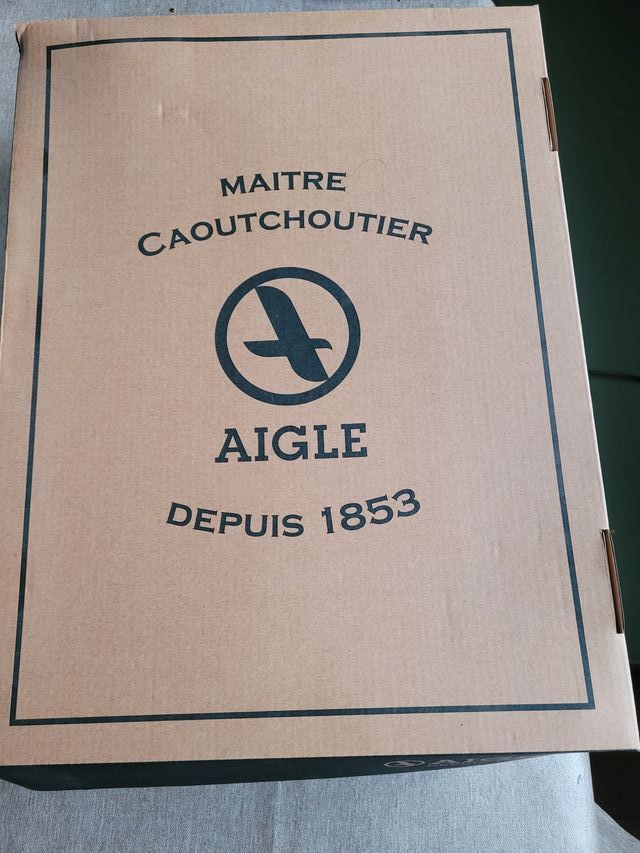 MAITRE
CAOUTCHOUTIER
AIGLE
DEPUIS 1853